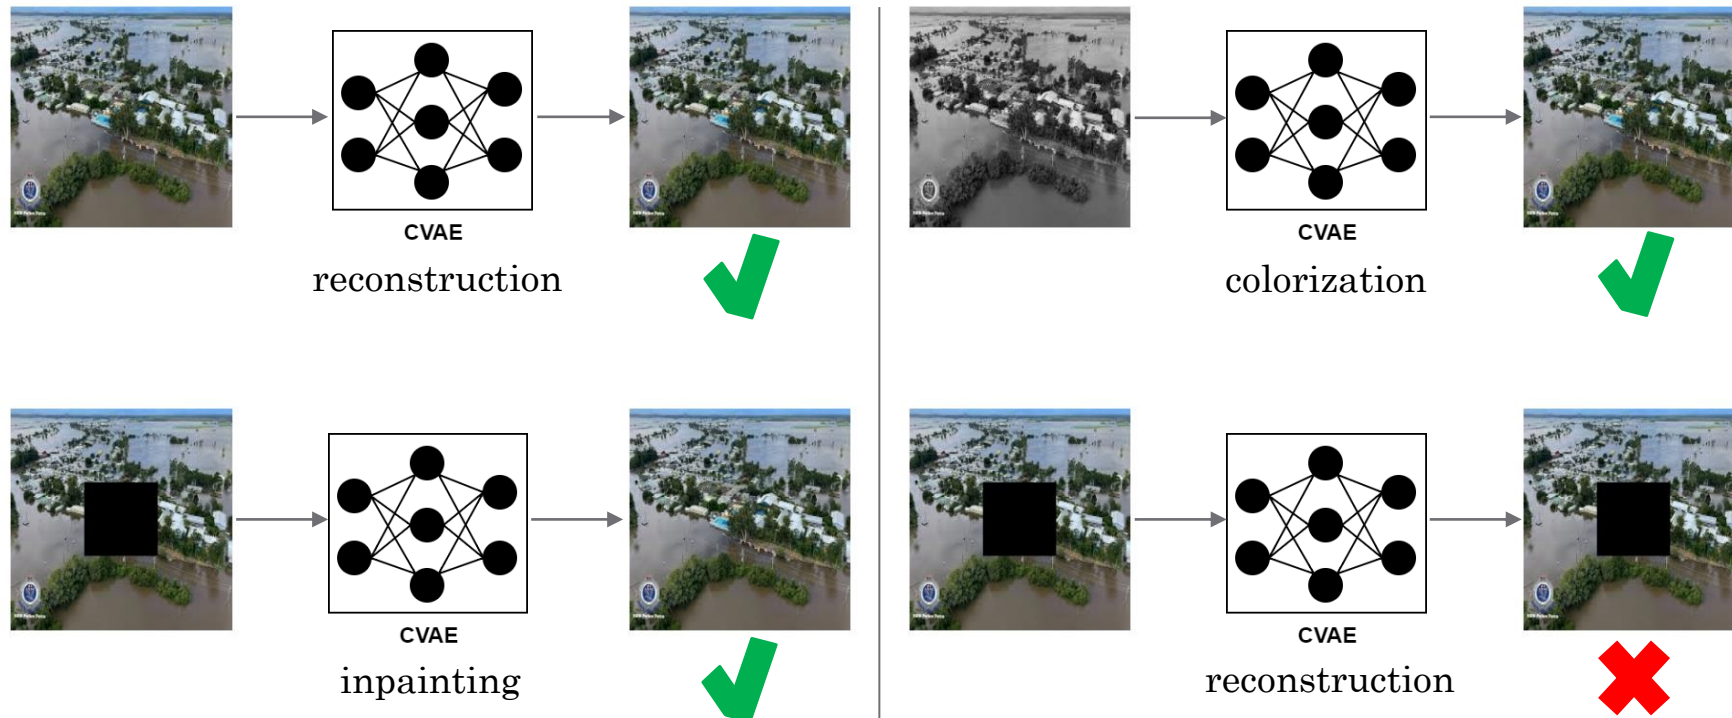 CVAE
reconstruction
CVAE
colorization
CVAE
inpainting
CVAE
reconstruction